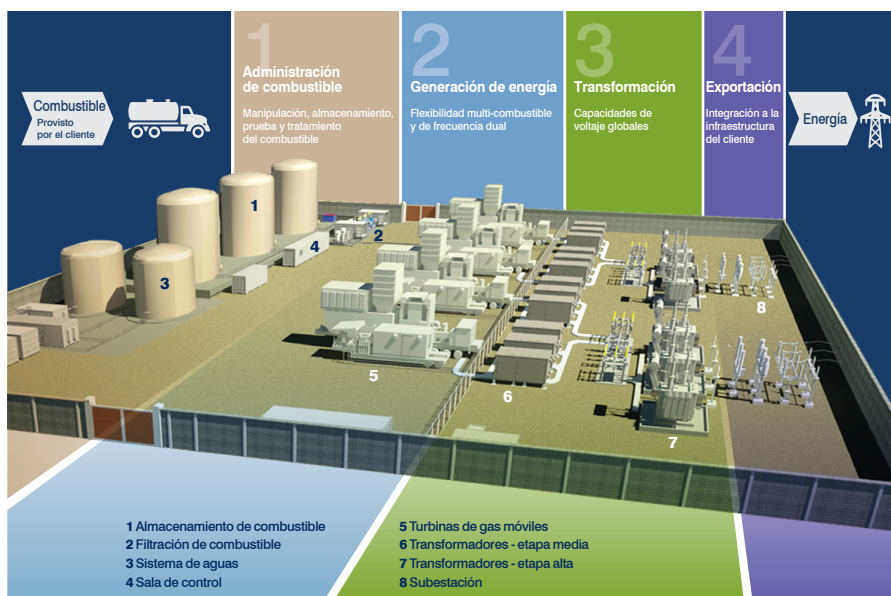 Combustible
Provisto
por el cliente
1
Administración
de combustible
Manipulación, almacenamiento,
prueba y tratamiento
del combustible
2
Generación de energía
Flexibilidad multi-combustible
y de frecuencia dual
3
Transformación
Capacidades de
voltaje globales
4
Exportación
Integración a la
infraestructura
del cliente
Energía
1
2
3
4
5
6
7
8
1 Almacenamiento de combustible
2 Filtración de combustible
3 Sistema de aguas
4 Sala de control
5 Turbinas de gas móviles
6 Transformadores - etapa media
7 Transformadores - etapa alta
8 Subestación